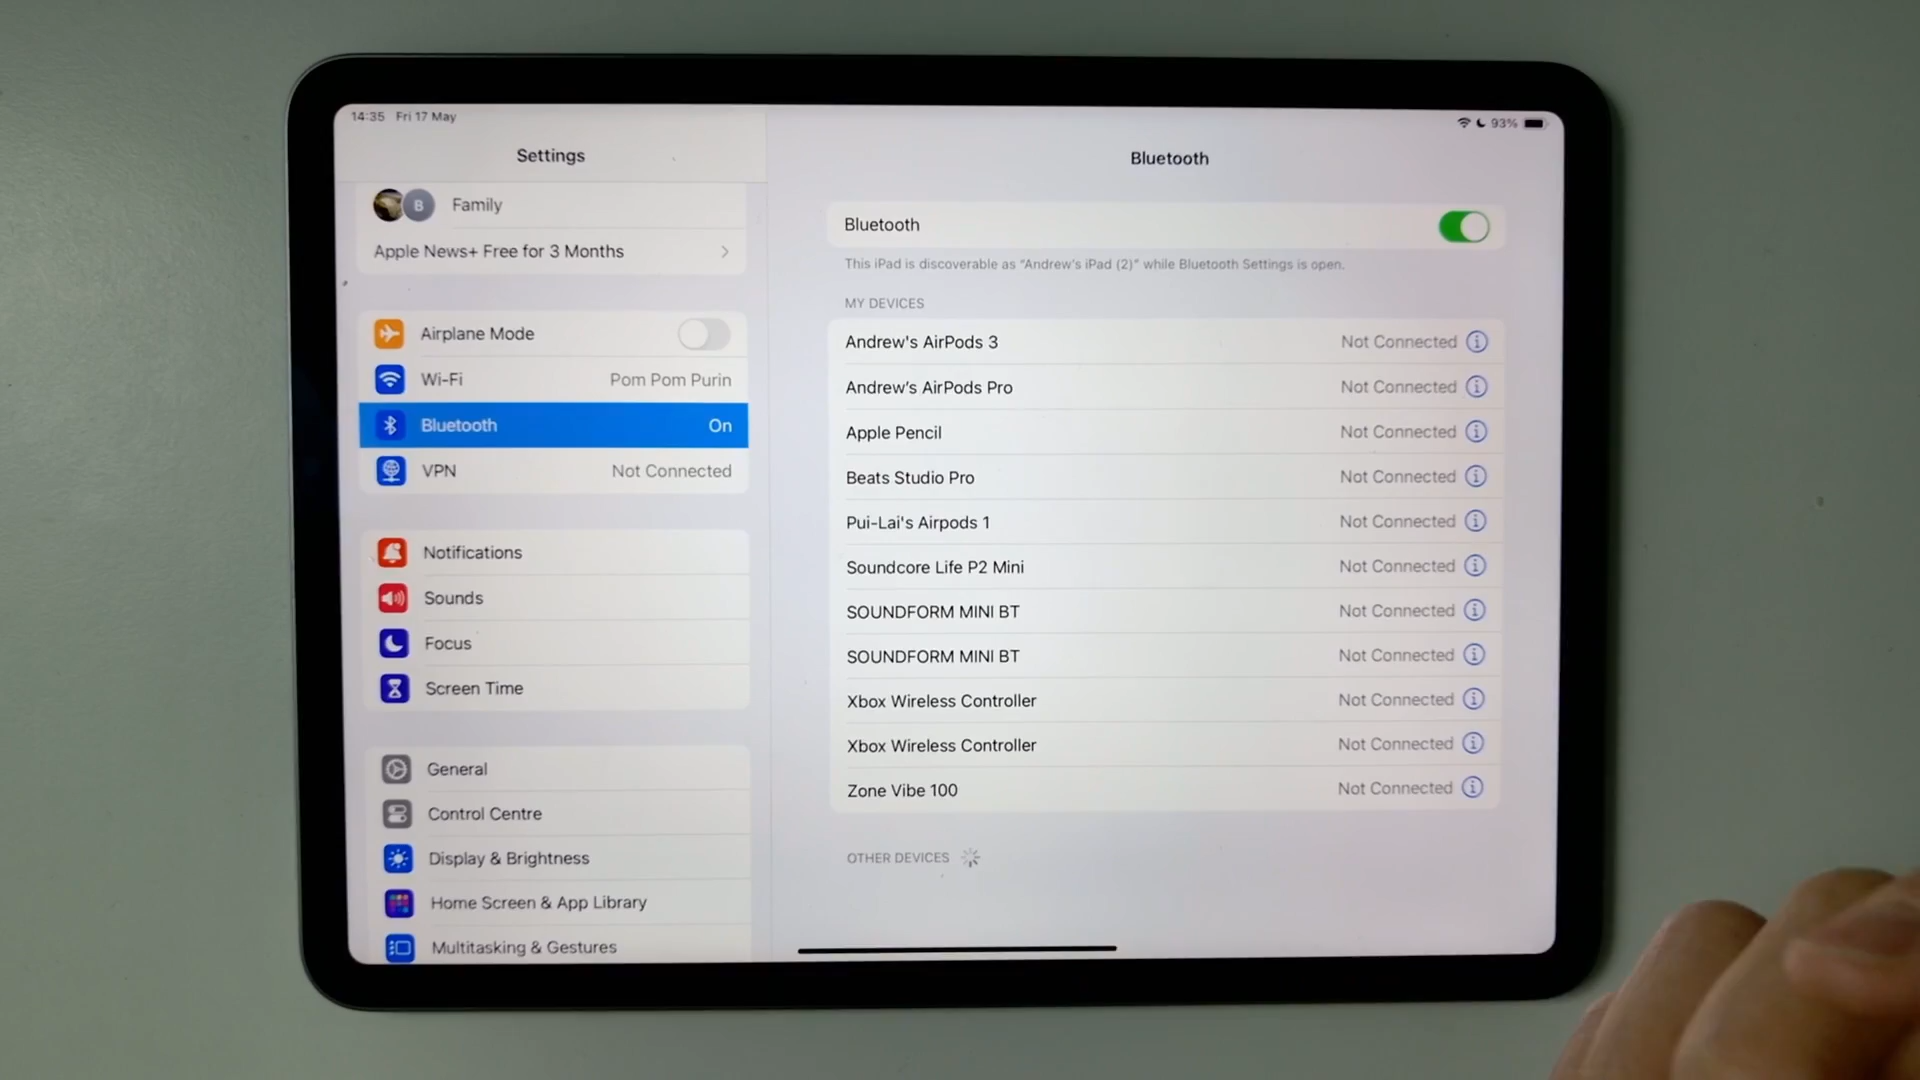 14:35 Fri 17 May
93%
Settings
B Family
Apple News+ Free for 3 Months
Airplane Mode
Wi-Fi Pom Pom Purin
Bluetooth On
VPN Not Connected
Notifications
Sounds
Focus
Screen Time
General
Control Centre
Display & Brightness
Home Screen & App Library
Multitasking & Gestures
Bluetooth
Bluetooth
This iPad is discoverable as “Andrew's iPad (2)” while Bluetooth Settings is open.
MY DEVICES
Andrew's AirPods 3 Not Connected
Andrew’s AirPods Pro Not Connected
Apple Pencil Not Connected
Beats Studio Pro Not Connected
Pui-Lai's Airpods 1 Not Connected
Soundcore Life P2 Mini Not Connected
SOUNDFORM MINI BT Not Connected
SOUNDFORM MINI BT Not Connected
Xbox Wireless Controller Not Connected
Xbox Wireless Controller Not Connected
Zone Vibe 100 Not Connected
OTHER DEVICES